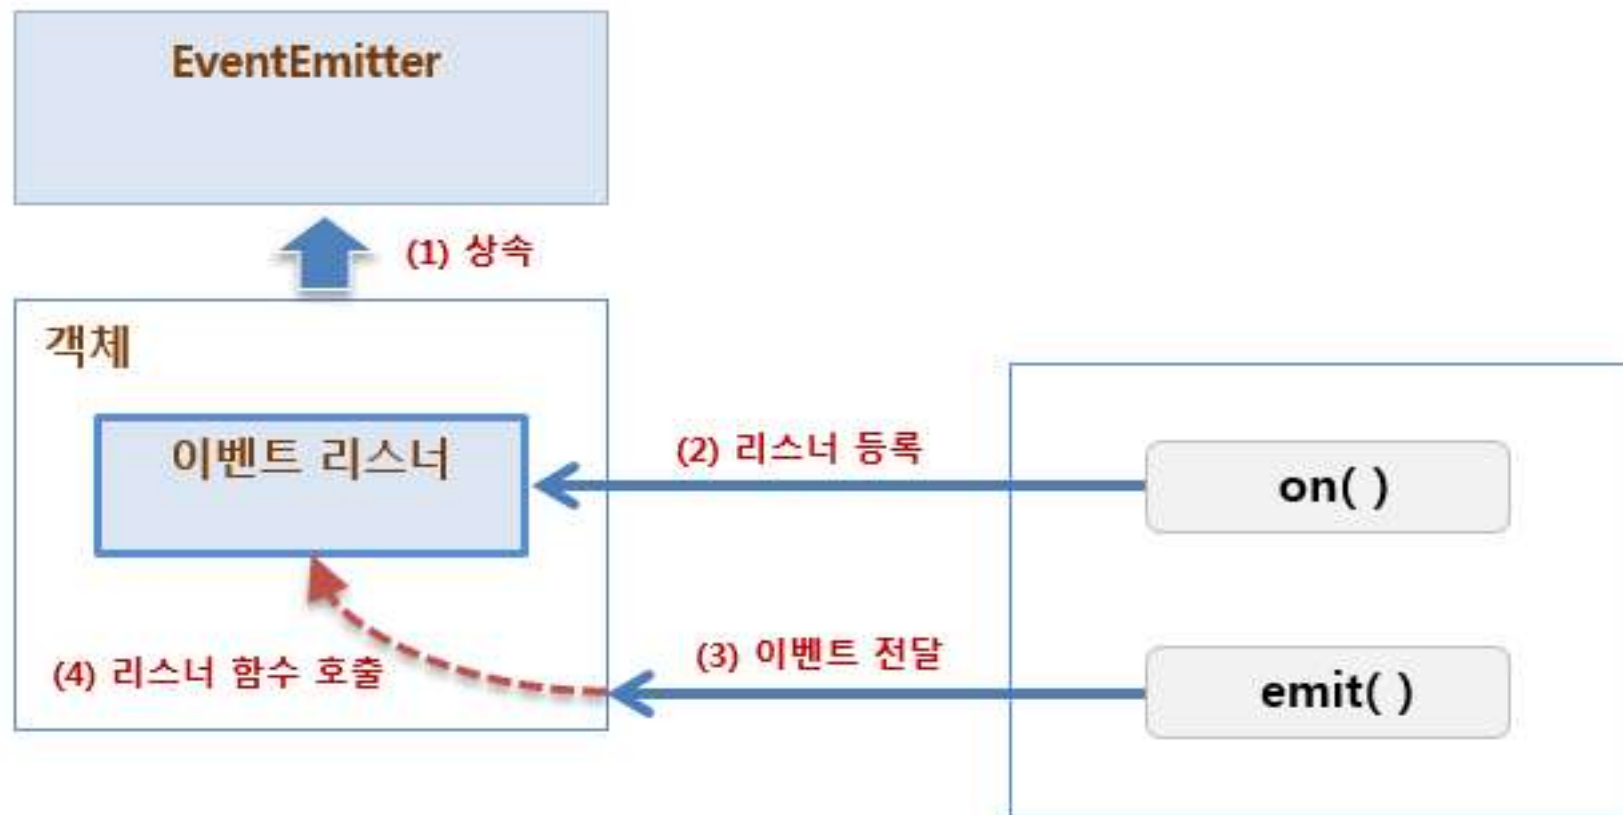 EventEmitter
(1) 상속
객체
이벤트 리스너
(2) 리스너 등록
on( )
(3) 이벤트 전달
emit( )
(4) 리스너 함수 호출